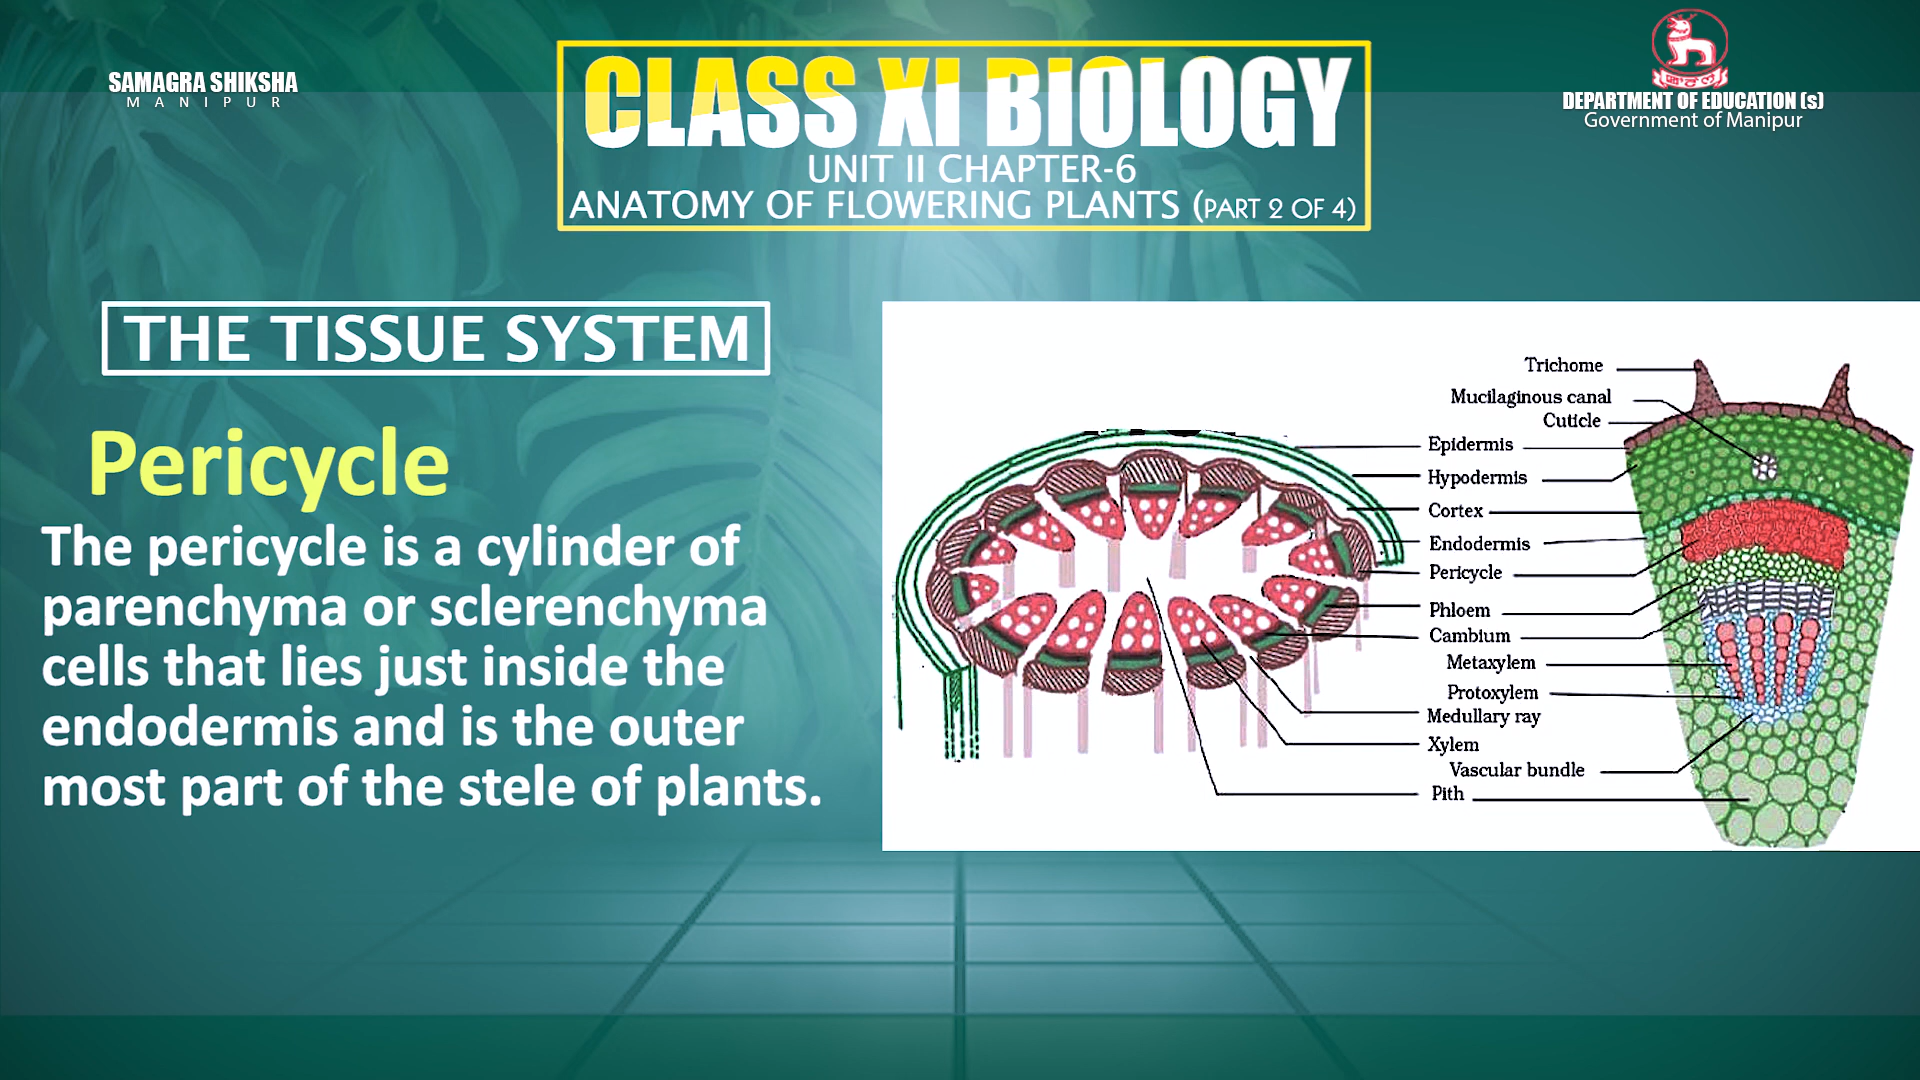 SAMAGRA SHIKSHA
MANIPUR
CLASS XI BIOLOGY
UNIT II CHAPTER-6
ANATOMY OF FLOWERING PLANTS (PART 2 OF 4)
DEPARTMENT OF EDUCATION (s)
Government of Manipur
THE TISSUE SYSTEM
Pericycle
The pericycle is a cylinder of
parenchyma or sclerenchyma
cells that lies just inside the
endodermis and is the outer
most part of the stele of plants.
Trichome
Mucilaginous canal
Cuticle
Epidermis
Hypodermis
Cortex
Endodermis
Pericycle
Phloem
Cambium
Metaxylem
Protoxylem
Medullary ray
Xylem
Vascular bundle
Pith